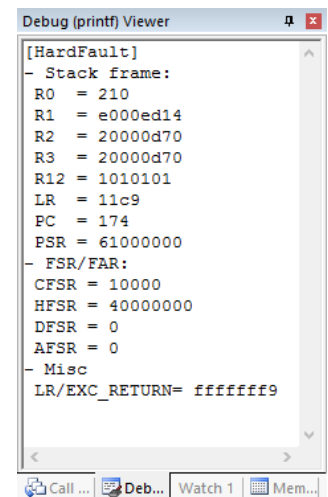 Debug (printf) Viewer
[HardFault]
- Stack frame:
R0  = 210
R1  = e000ed14
R2  = 20000d70
R3  = 20000d70
R12 = 1010101
LR  = 11c9
PC  = 174
PSR = 61000000
- FSR/FAR:
CFSR = 10000
HFSR = 40000000
DFSR = 0
AFSR = 0
- Misc
LR/EXC_RETURN= fffffff9
Call ... Deb... Watch 1 Mem...